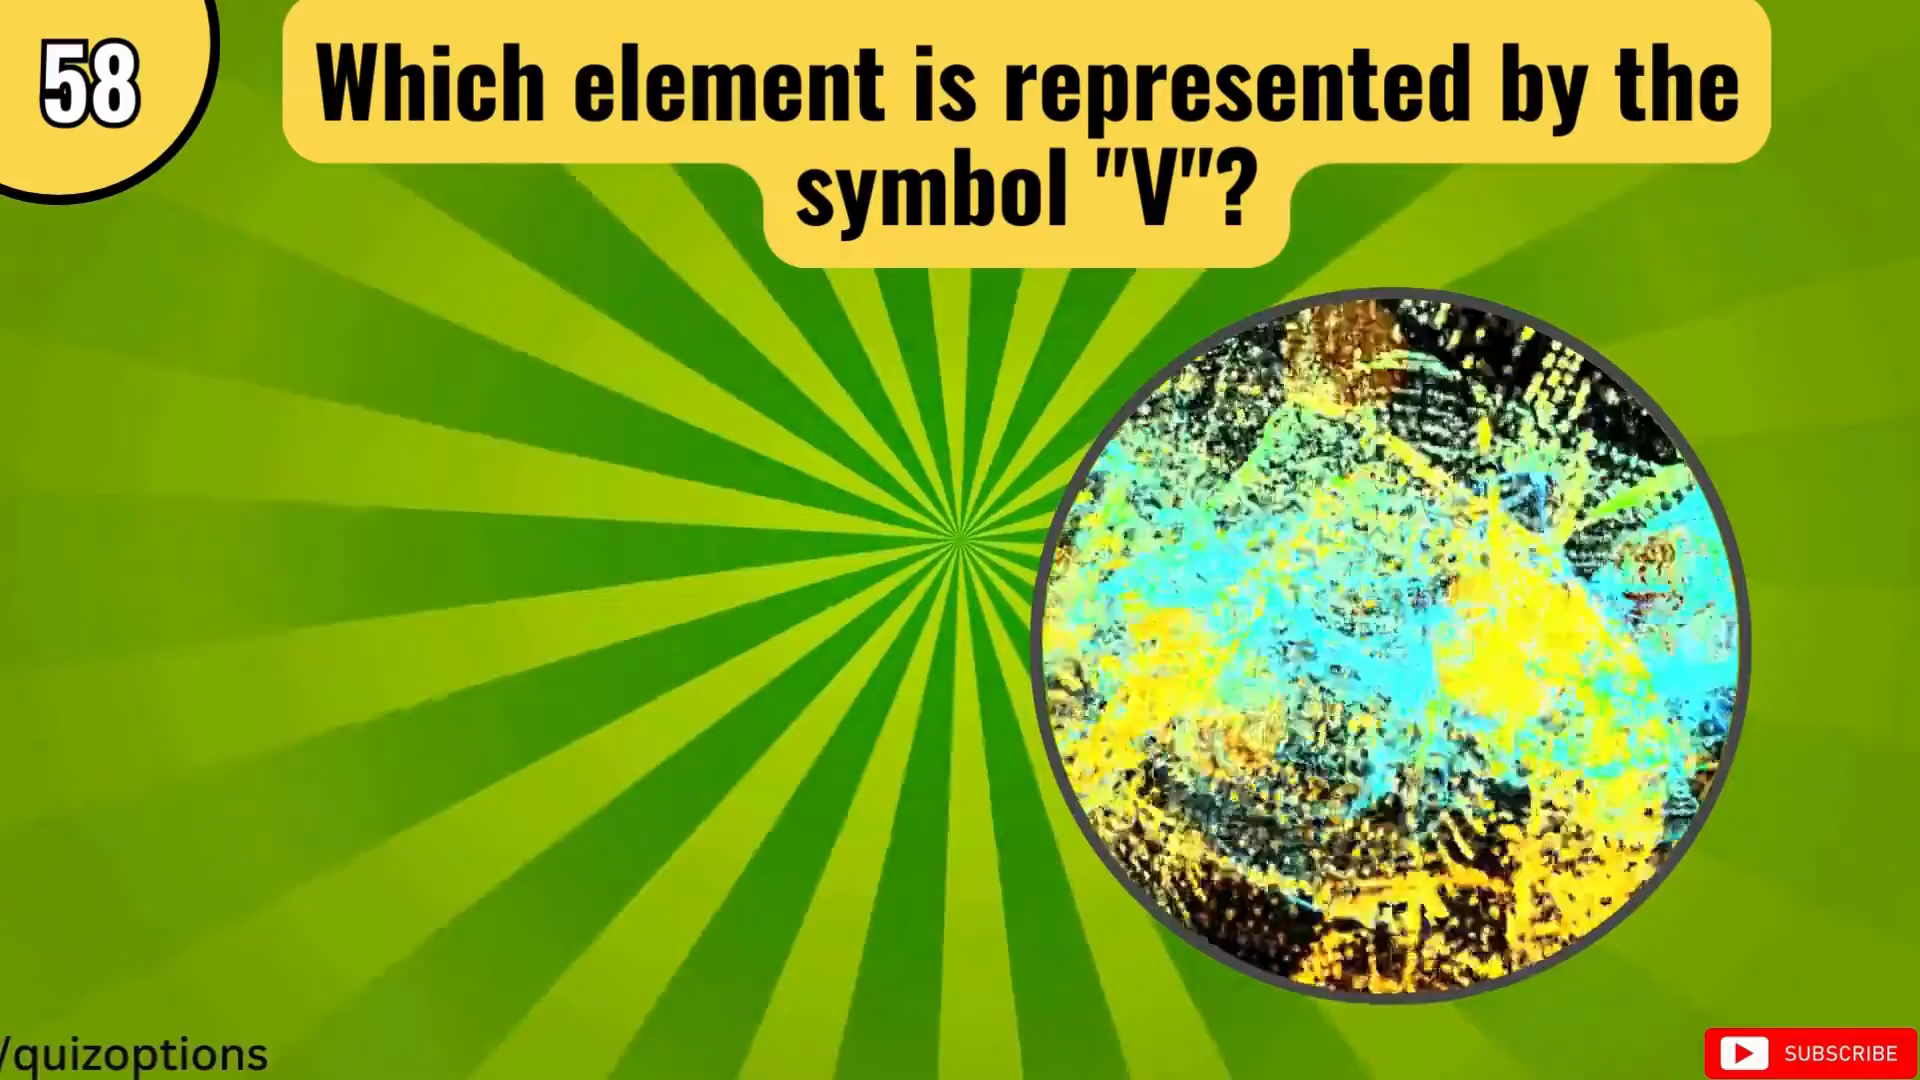 58
Which element is represented by the
symbol "V"?
/quizoptions
SUBSCRIBE